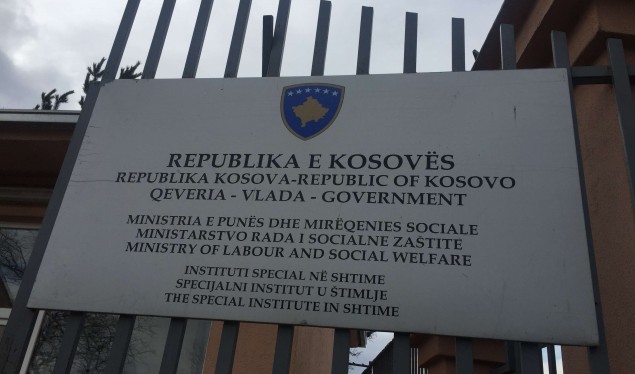 REPUBLIKA E KOSOVËS
REPUBLIKA KOSOVA-REPUBLIC OF KOSOVO
QEVERIA - VLADA - GOVERNMENT
MINISTRIA E PUNËS DHE MIRËQENIES SOCIALE
MINISTARSTVO RADA I SOCIALNE ZAŠTITE
MINISTRY OF LABOUR AND SOCIAL WELFARE
INSTITUTI SPECIAL NË SHTIME
SPECIJALNI INSTITUT U ŠTIMLJE
THE SPECIAL INSTITUTE IN SHTIME